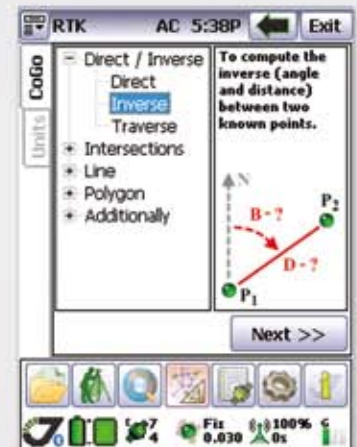 RTK AC 5:38P Exit
CoGo
Units
Direct / Inverse
Direct
Inverse
Traverse
Intersections
Line
Polygon
Additionally
To compute the
inverse (angle
and distance)
between two
known points.
N
B - ?
P2
D - ?
P1
Next >>
7
4
Fix
0.030
100%
0s